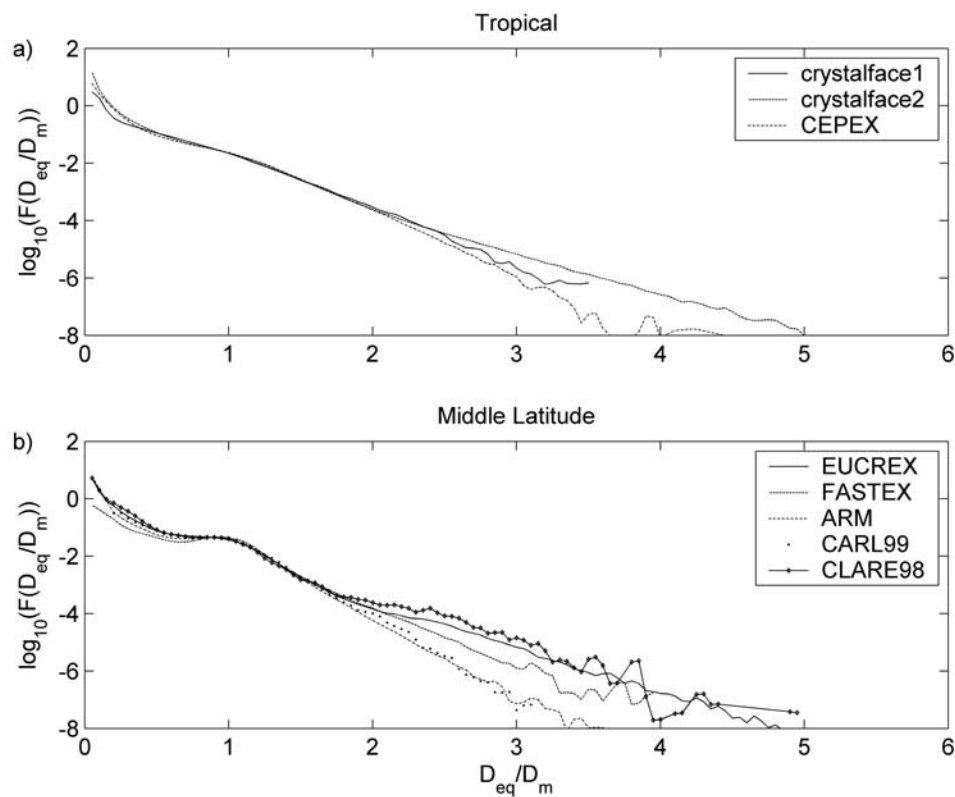 Tropical
a)
2
0
-2
-4
-6
-8
log10(F(Deq/Dm))
0 1 2 3 4 5 6
crystalface1
crystalface2
CEPEX
Middle Latitude
b)
2
0
-2
-4
-6
-8
log10(F(Deq/Dm))
0 1 2 3 4 5 6
Deq/Dm
EUCREX
FASTEX
ARM
CARL99
CLARE98